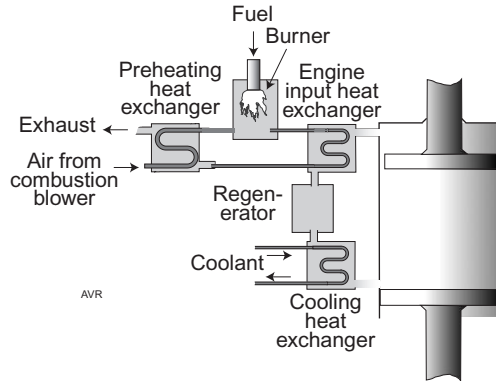 Fuel
Burner
Preheating
heat
exchanger
Engine
input heat
exchanger
Exhaust
Air from
combustion
blower
Regen-
erator
Coolant
AVR
Cooling
heat
exchanger